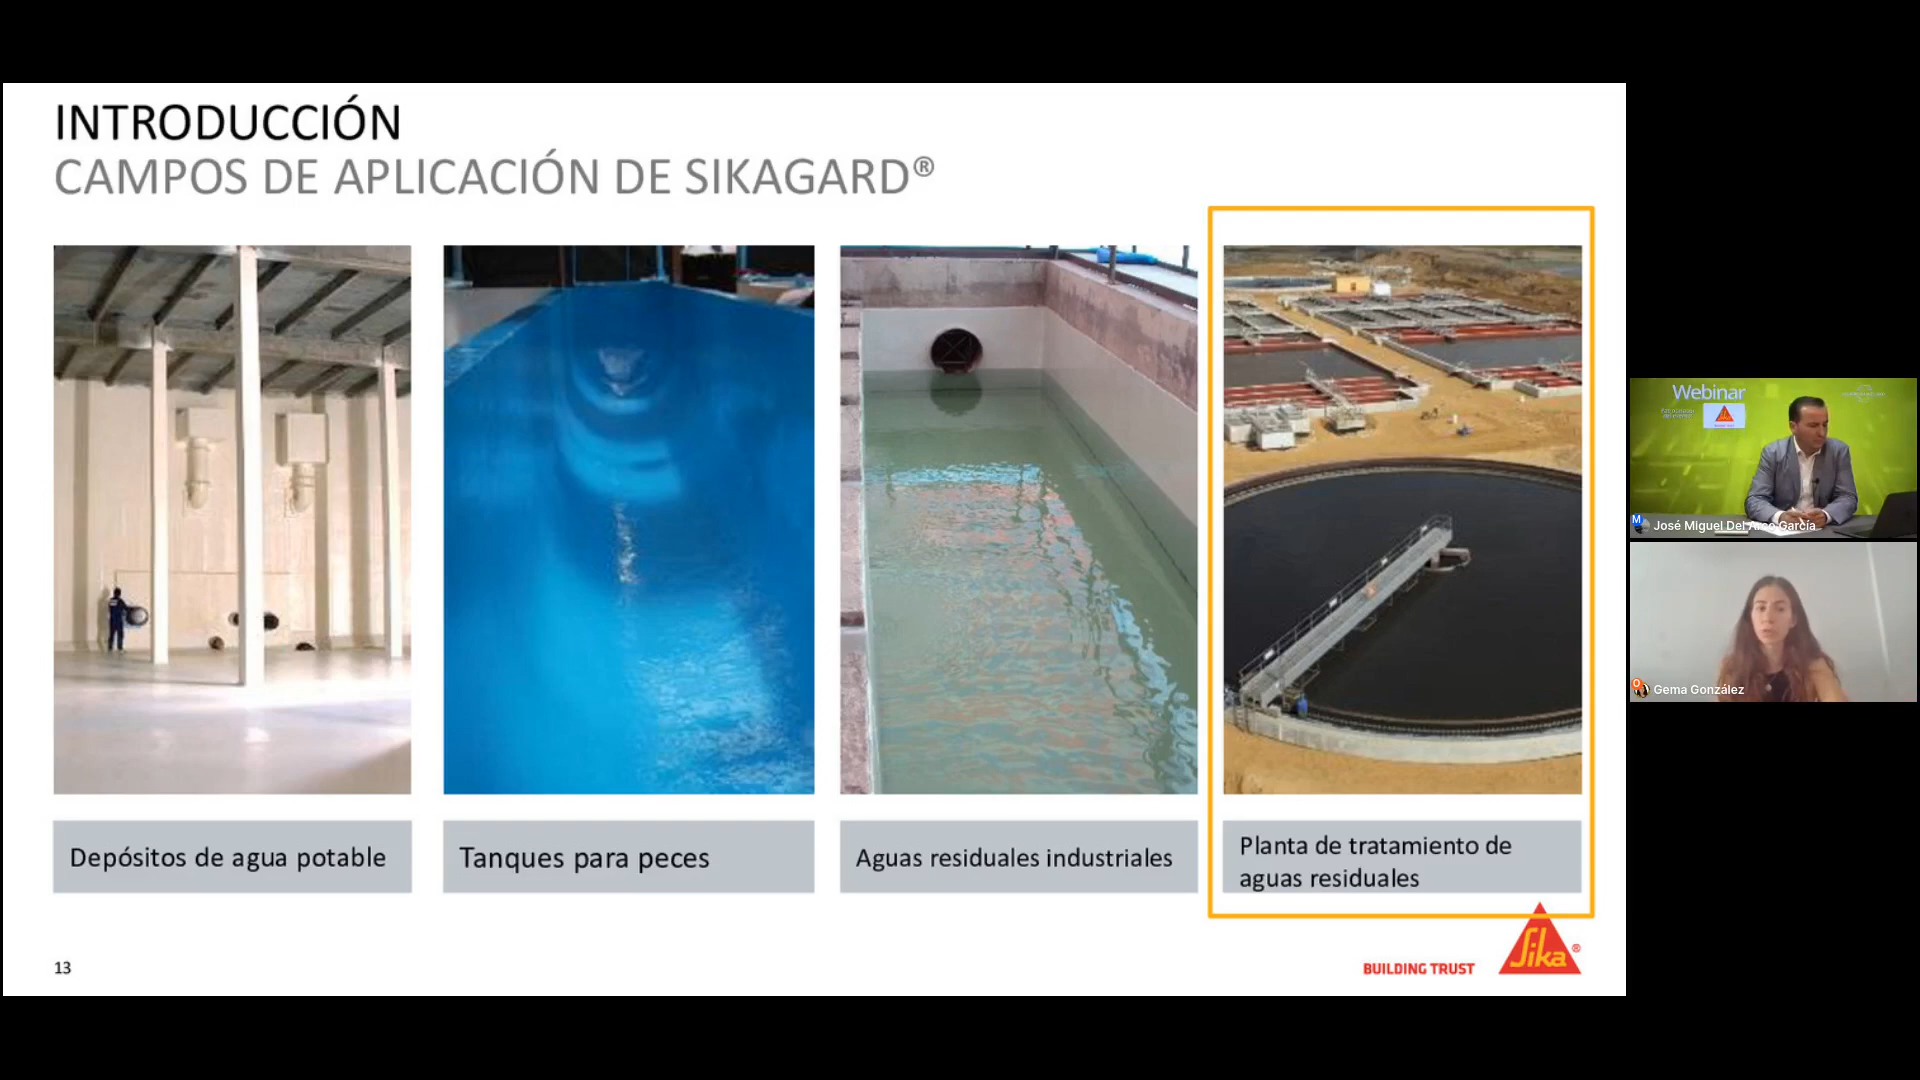 INTRODUCCIÓN
CAMPOS DE APLICACIÓN DE SIKAGARD®
Depósitos de agua potable
Tanques para peces
Aguas residuales industriales
Planta de tratamiento de
aguas residuales
13
BUILDING TRUST
Sika®
Webinar
M
José Miguel Del Arco García
O
Gema González